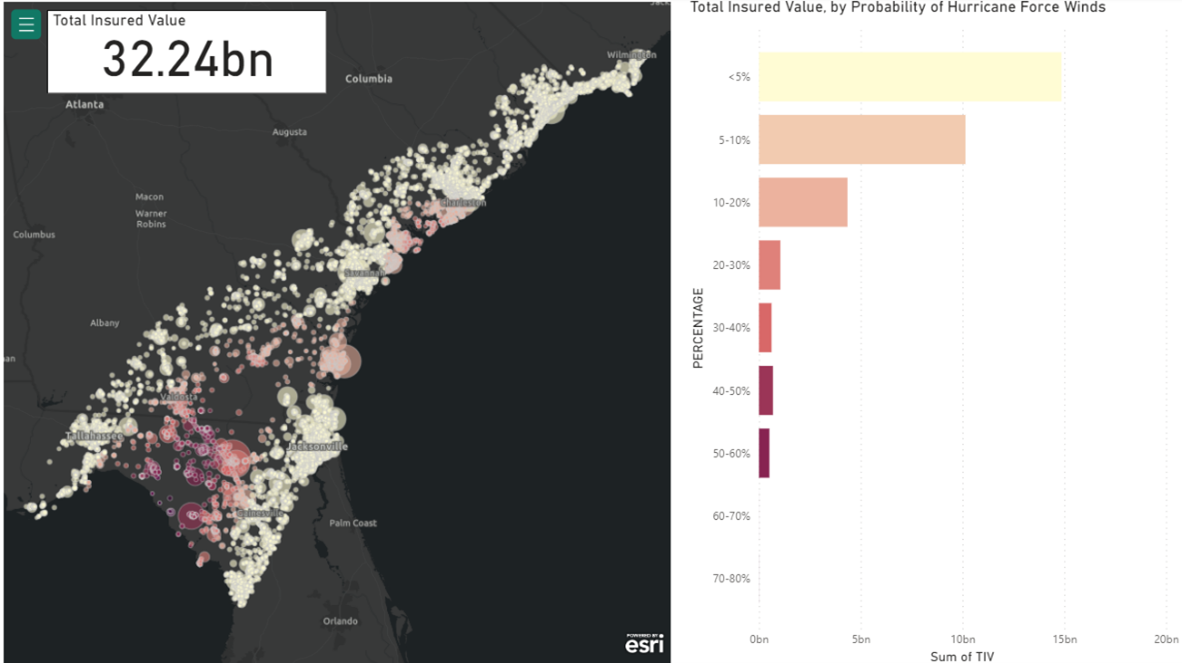 Total Insured Value
32.24bn
Wilmington
Columbia
Atlanta
Augusta
Macon
Warner
Robins
Charleston
Columbus
Savannah
Albany
Valdosta
Tallahassee
Jacksonville
Gainesville
Palm Coast
Orlando
POWERED BY
esri
Total Insured Value, by Probability of Hurricane Force Winds
PERCENTAGE
<5%
5-10%
10-20%
20-30%
30-40%
40-50%
50-60%
60-70%
70-80%
0bn 5bn 10bn 15bn 20bn
Sum of TIV